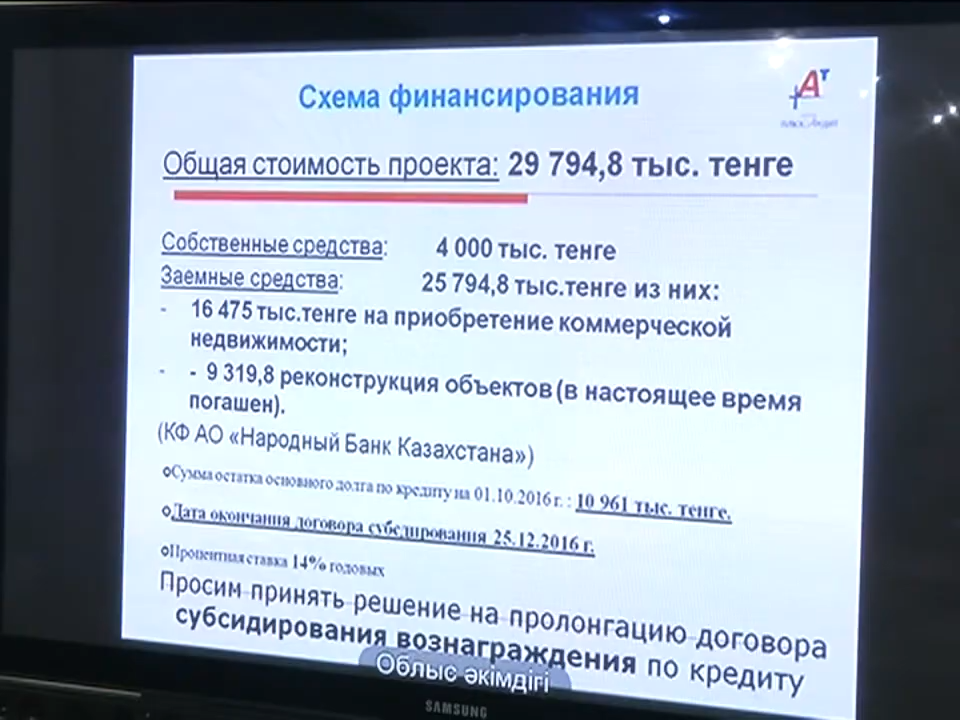 Схема финансирования
АТ
Общая стоимость проекта: 29 794,8 тыс. тенге
Собственные средства: 4 000 тыс. тенге
Заемные средства: 25 794,8 тыс.тенге из них:
- 16 475 тыс.тенге на приобретение коммерческой
недвижимости;
- - 9 319,8 реконструкция объектов (в настоящее время
погашен).
(КФ АО «Народный Банк Казахстана»)
Сумма остатка основного долга по кредиту на 01.10.2016 г. : 10 961 тыс. тенге.
Дата окончания договора субсдирования 25.12.2016 г.
Процентная ставка 14% годовых
Просим принять решение на пролонгацию договора
субсидирования вознаграждения по кредиту
Облыс әкімдігі
SAMSUNG